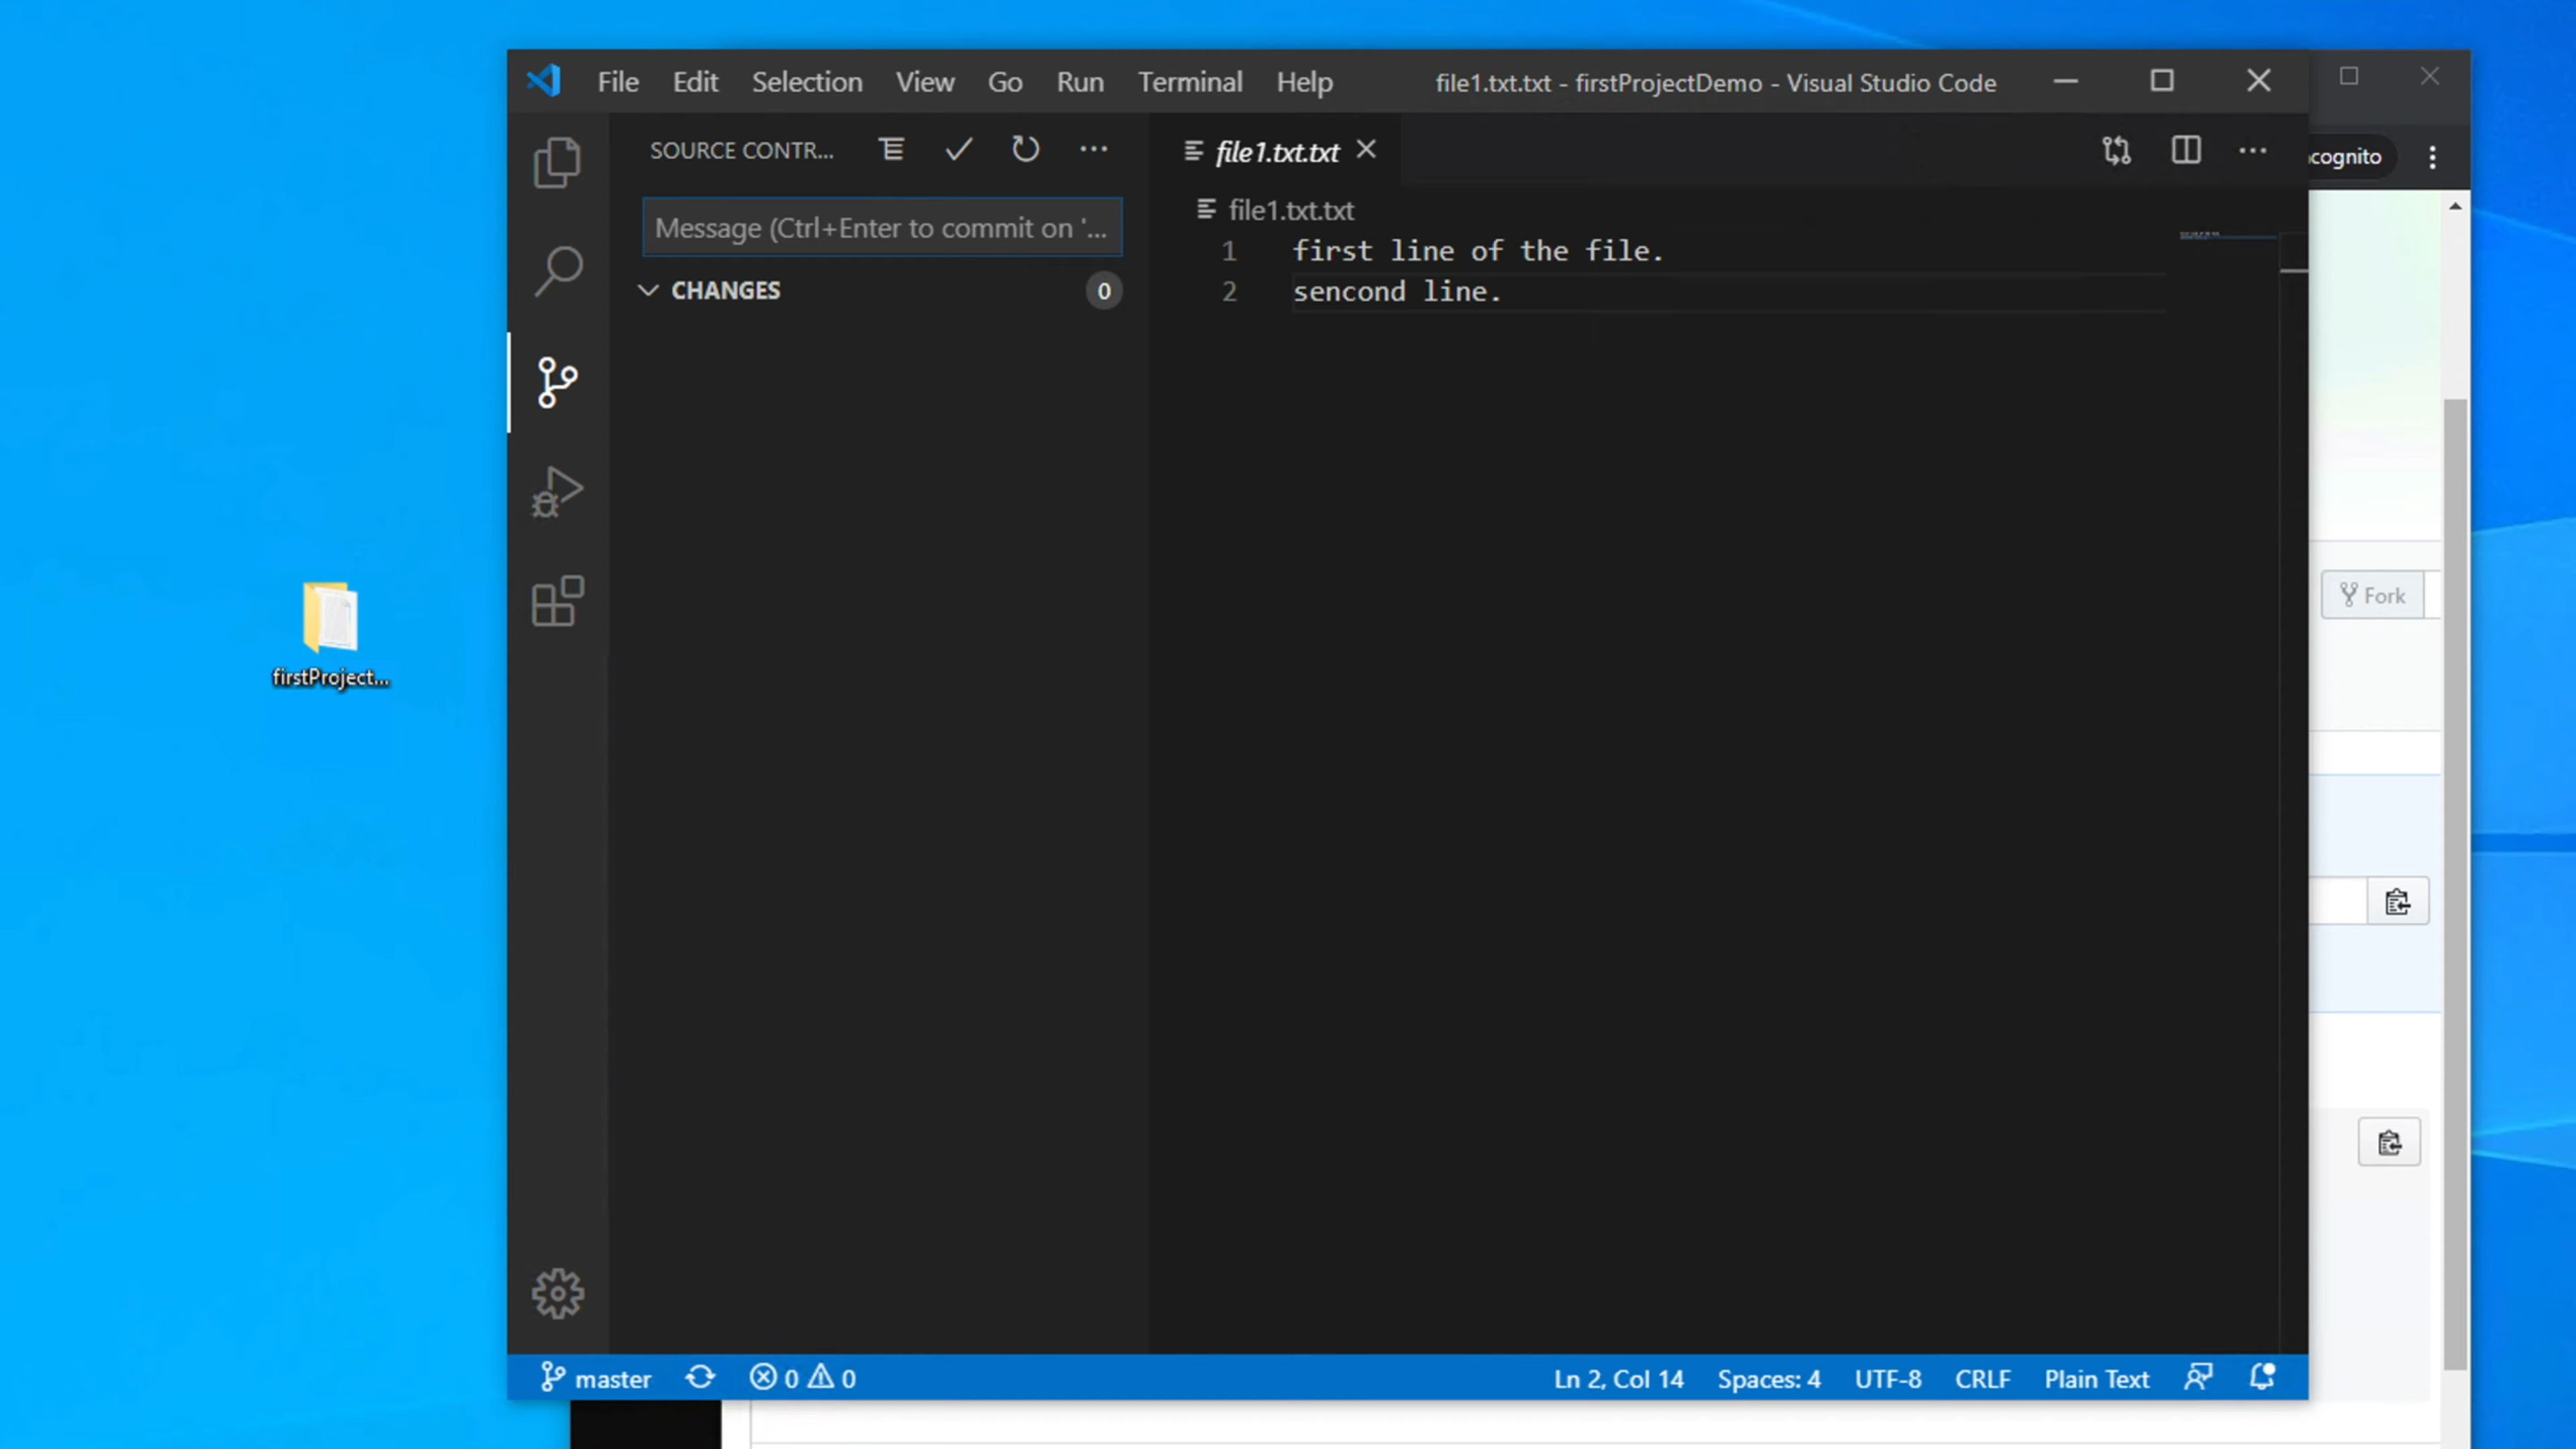 File Edit Selection View Go Run Terminal Help file1.txt.txt - firstProjectDemo - Visual Studio Code
SOURCE CONTR...
file1.txt.txt
cognito
Message (Ctrl+Enter to commit on '...
file1.txt.txt
CHANGES 0
1 first line of the file.
2 sencond line.
Fork
firstProject...
master 0 0 Ln 2, Col 14 Spaces: 4 UTF-8 CRLF Plain Text